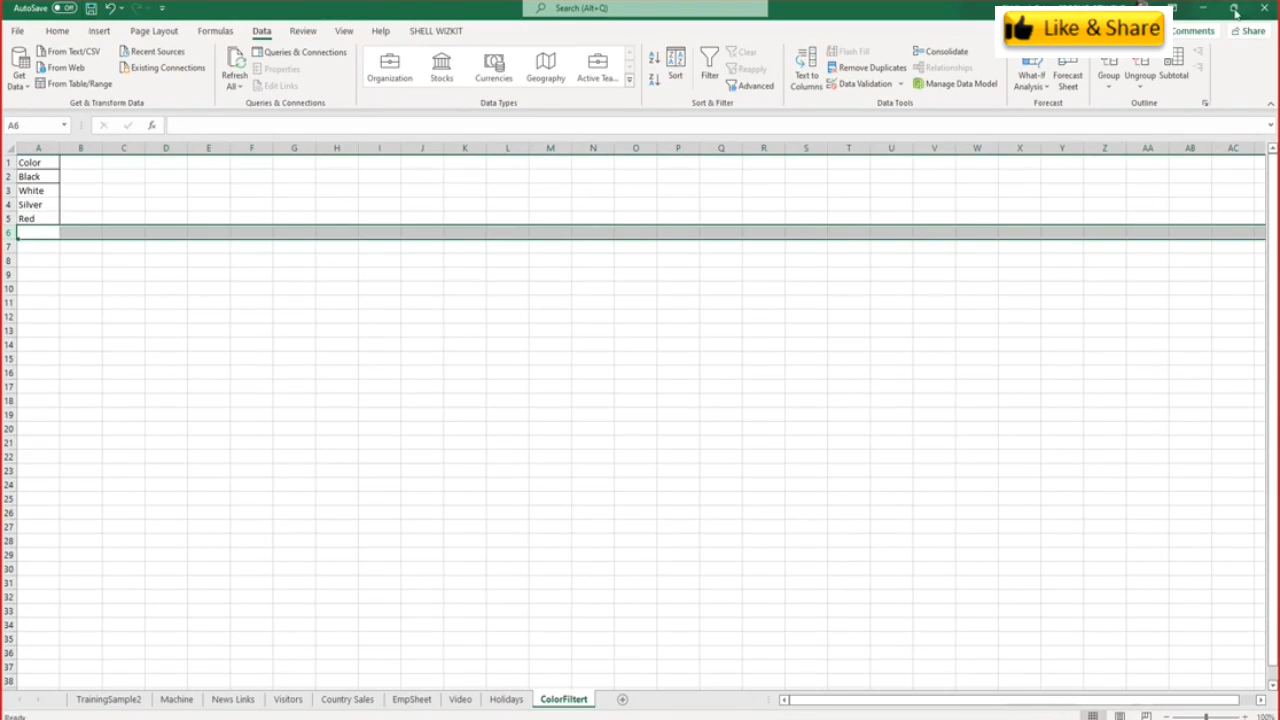 AutoSave Off Search (Alt+Q)
Like & Share
File Home Insert Page Layout Formulas Data Review View Help SHELL WIZKIT Comments Share
Get Data
From Text/CSV
From Web
From Table/Range
Recent Sources
Existing Connections
Get & Transform Data
Refresh All
Queries & Connections
Properties
Edit Links
Queries & Connections
Organization Stocks Currencies Geography Active Tea...
Data Types
Sort
Filter
Clear
Reapply
Advanced
Sort & Filter
Text to Columns
Flash Fill
Remove Duplicates
Data Validation
Consolidate
Relationships
Manage Data Model
Data Tools
What-If Analysis
Forecast Sheet
Forecast
Group Ungroup Subtotal
Outline
A6 fx
A B C D E F G H I J K L M N O P Q R S T U V W X Y Z AA AB AC
1 Color
2 Black
3 White
4 Silver
5 Red
6
7
8
9
10
11
12
13
14
15
16
17
18
19
20
21
22
23
24
25
26
27
28
29
30
31
32
33
34
35
36
37
38
TrainingSample2 Machine News Links Visitors Country Sales EmpSheet Video Holidays ColorFiltert
Ready 100%